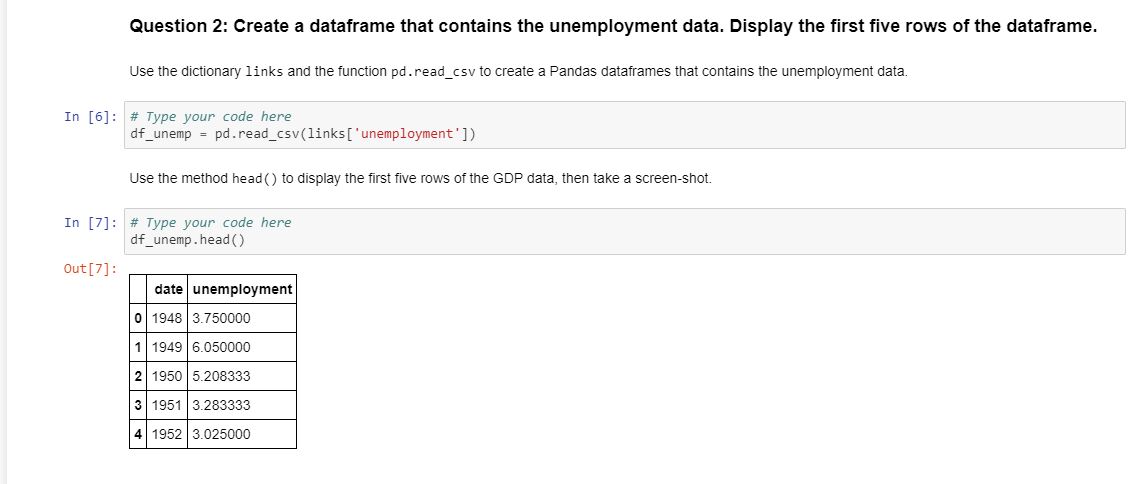 Question 2: Create a dataframe that contains the unemployment data. Display the first five rows of the dataframe.
Use the dictionary links and the function pd.read_csv to create a Pandas dataframes that contains the unemployment data.
In [6]: # Type your code here
df_unemp = pd.read_csv(links['unemployment'])
Use the method head() to display the first five rows of the GDP data, then take a screen-shot.
In [7]: # Type your code here
df_unemp.head()
Out[7]:
date unemployment
0 1948 3.750000
1 1949 6.050000
2 1950 5.208333
3 1951 3.283333
4 1952 3.025000